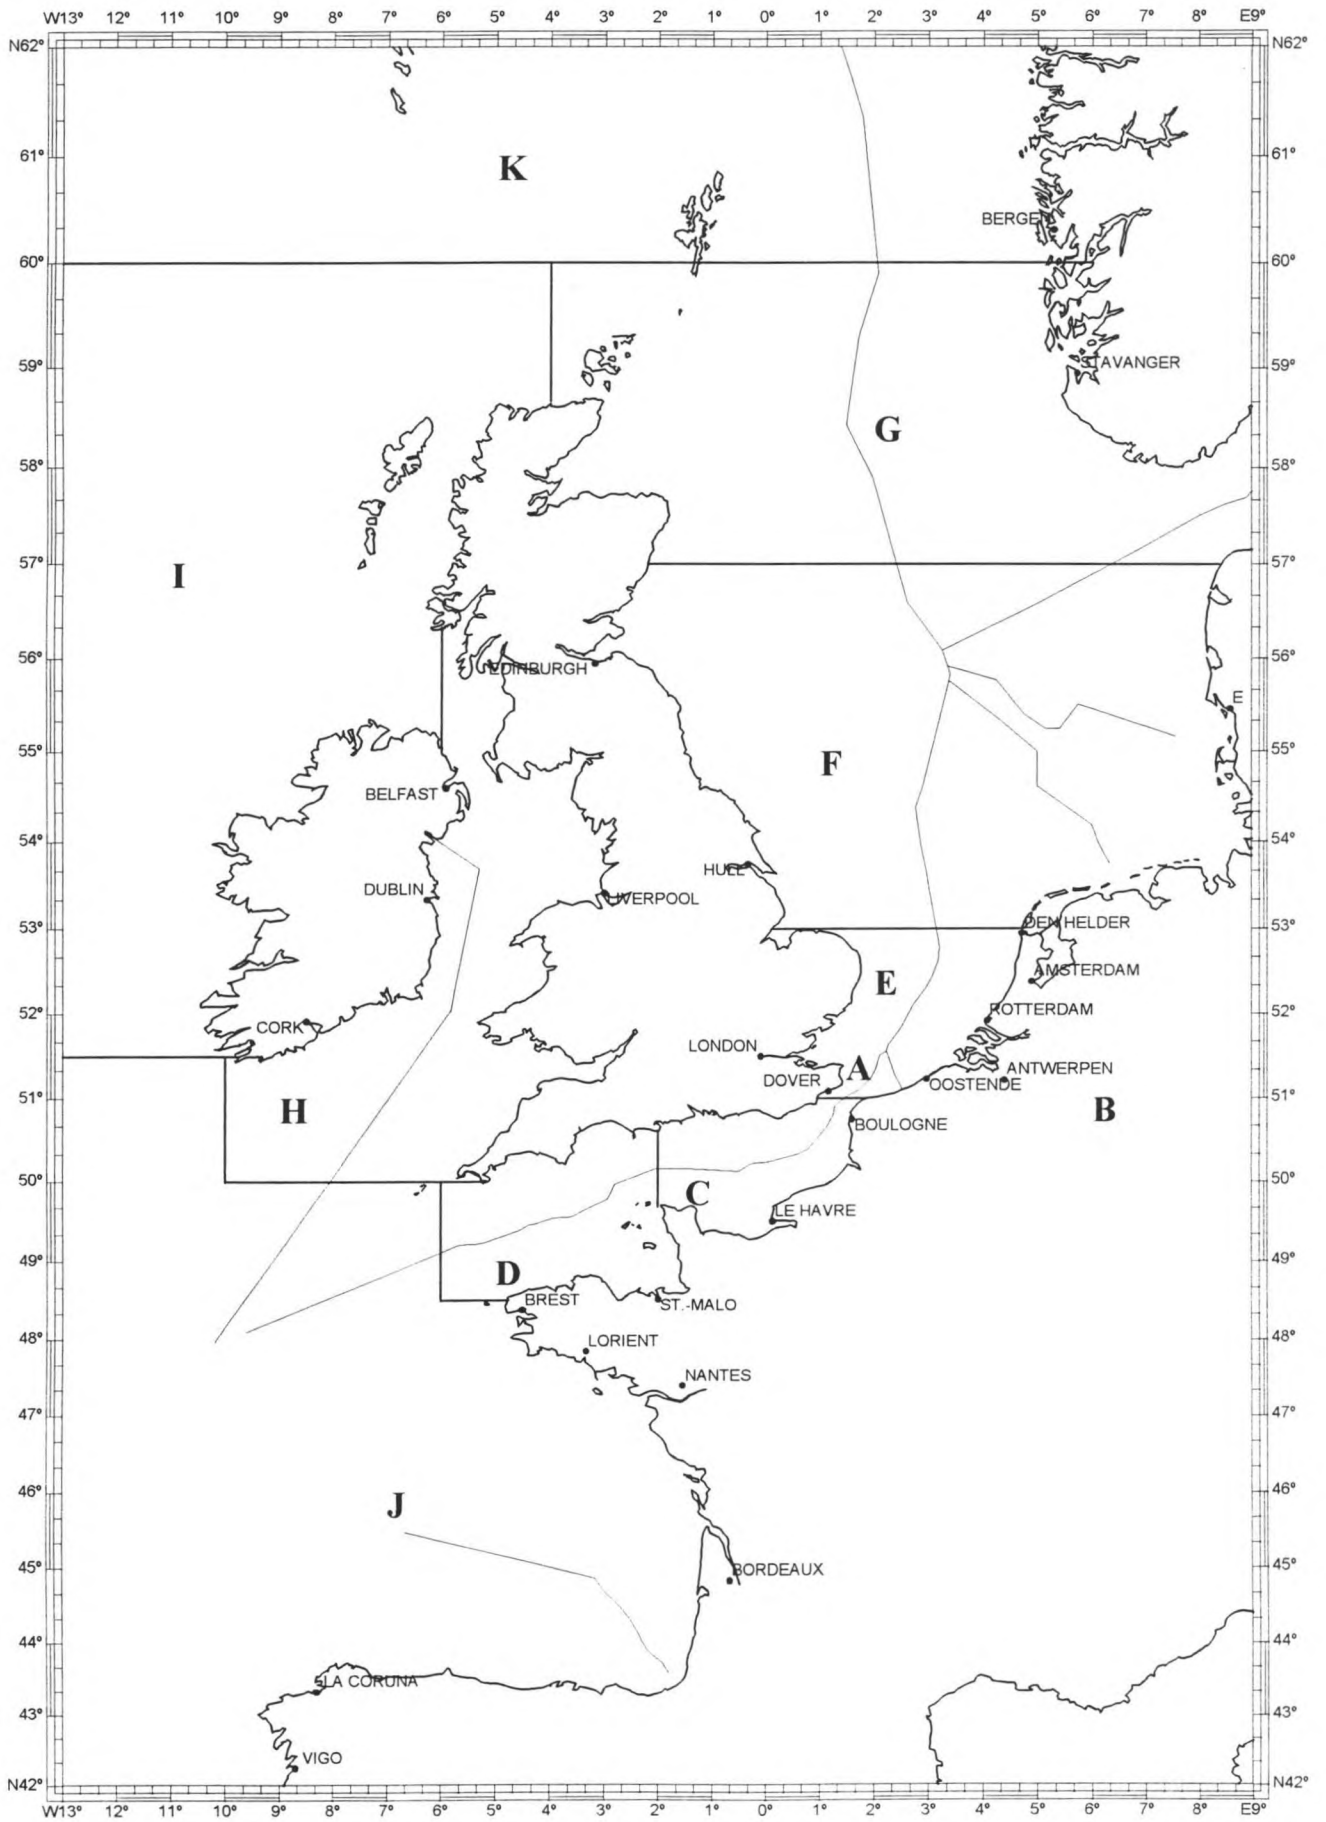 W13° 12° 11° 10° 9° 8° 7° 6° 5° 4° 3° 2° 1° 0° 1° 2° 3° 4° 5° 6° 7° 8° E9°
N62° N62°
61° K 61°
BERGEN
60° 60°
59° STAVANGER 59°
G
58° 58°
57° 57°
I
56° EDINBURGH 56°
E
55° F 55°
BELFAST
54° 54°
HULL
DUBLIN LIVERPOOL
53° DEN HELDER 53°
E AMSTERDAM
52° ROTTERDAM 52°
CORK
LONDON
DOVER A OOSTENDE ANTWERPEN
51° H B 51°
BOULOGNE
50° C 50°
LE HAVRE
49° D 49°
BREST ST.-MALO
48° LORIENT 48°
NANTES
47° 47°
46° J 46°
45° BORDEAUX 45°
44° 44°
LA CORUNA
43° 43°
VIGO
N42° N42°
W13° 12° 11° 10° 9° 8° 7° 6° 5° 4° 3° 2° 1° 0° 1° 2° 3° 4° 5° 6° 7° 8° E9°